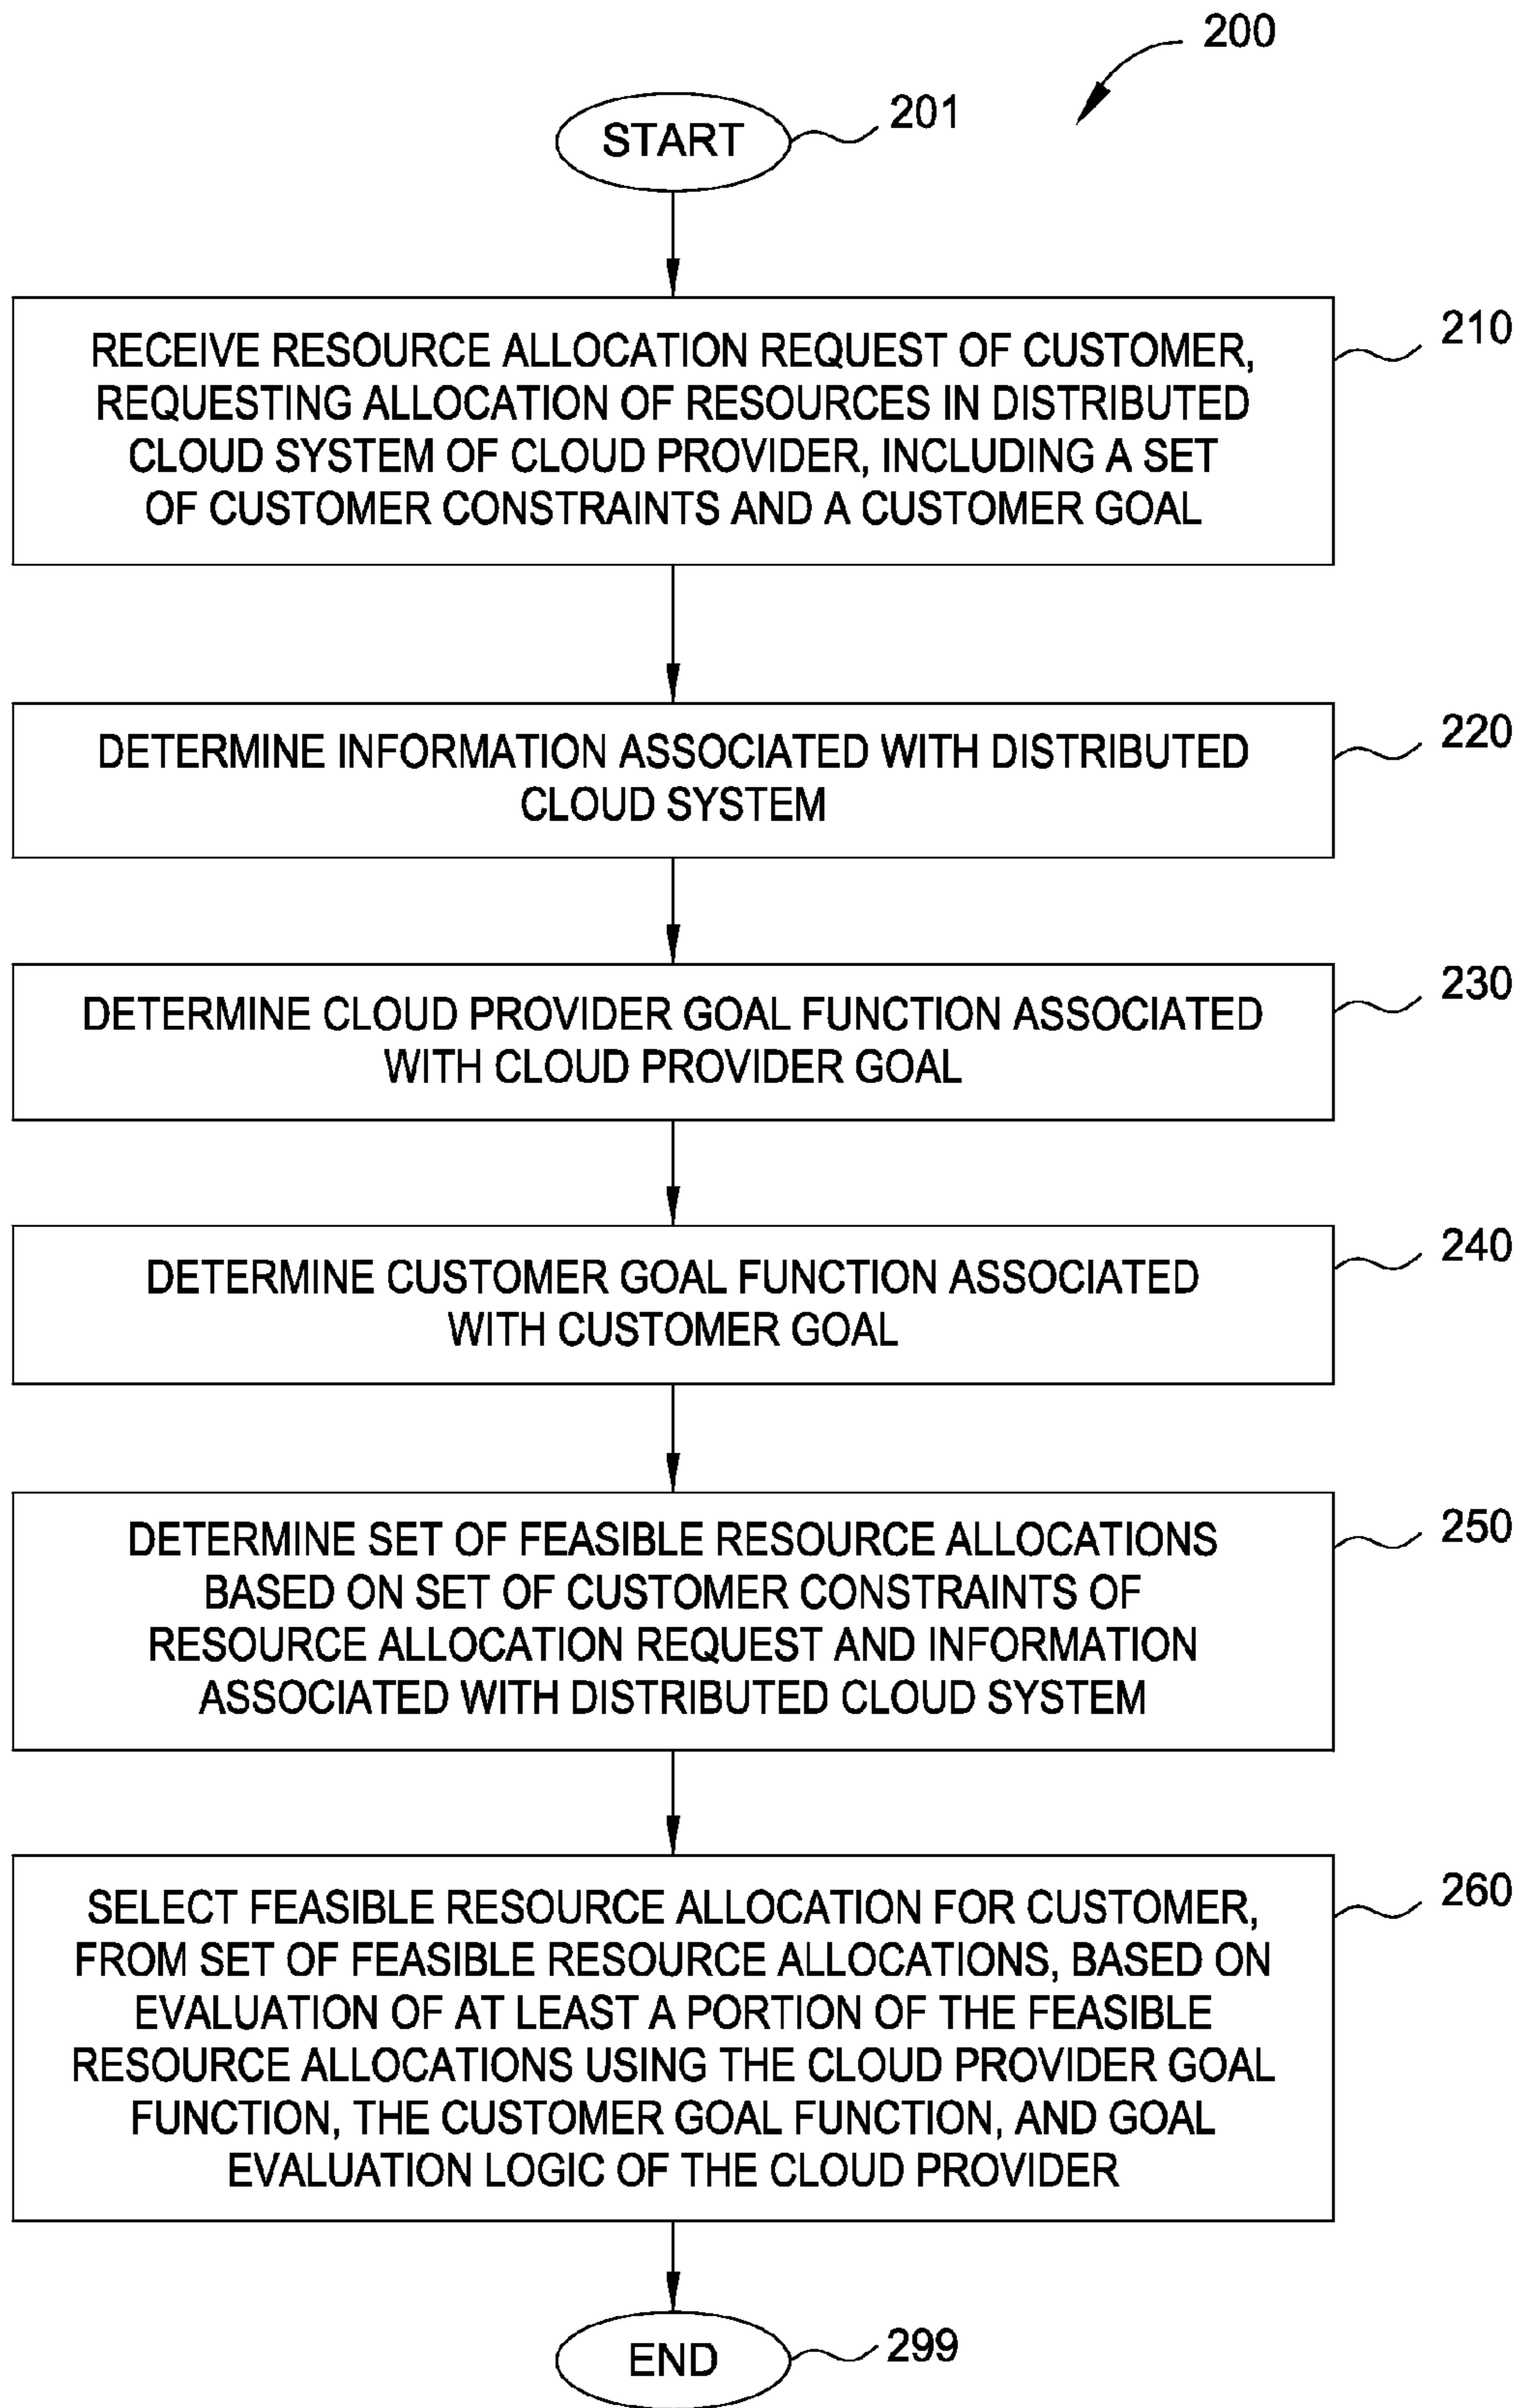 200
START
201
RECEIVE RESOURCE ALLOCATION REQUEST OF CUSTOMER,
REQUESTING ALLOCATION OF RESOURCES IN DISTRIBUTED
CLOUD SYSTEM OF CLOUD PROVIDER, INCLUDING A SET
OF CUSTOMER CONSTRAINTS AND A CUSTOMER GOAL
210
DETERMINE INFORMATION ASSOCIATED WITH DISTRIBUTED
CLOUD SYSTEM
220
DETERMINE CLOUD PROVIDER GOAL FUNCTION ASSOCIATED
WITH CLOUD PROVIDER GOAL
230
DETERMINE CUSTOMER GOAL FUNCTION ASSOCIATED
WITH CUSTOMER GOAL
240
DETERMINE SET OF FEASIBLE RESOURCE ALLOCATIONS
BASED ON SET OF CUSTOMER CONSTRAINTS OF
RESOURCE ALLOCATION REQUEST AND INFORMATION
ASSOCIATED WITH DISTRIBUTED CLOUD SYSTEM
250
SELECT FEASIBLE RESOURCE ALLOCATION FOR CUSTOMER,
FROM SET OF FEASIBLE RESOURCE ALLOCATIONS, BASED ON
EVALUATION OF AT LEAST A PORTION OF THE FEASIBLE
RESOURCE ALLOCATIONS USING THE CLOUD PROVIDER GOAL
FUNCTION, THE CUSTOMER GOAL FUNCTION, AND GOAL
EVALUATION LOGIC OF THE CLOUD PROVIDER
260
END
299